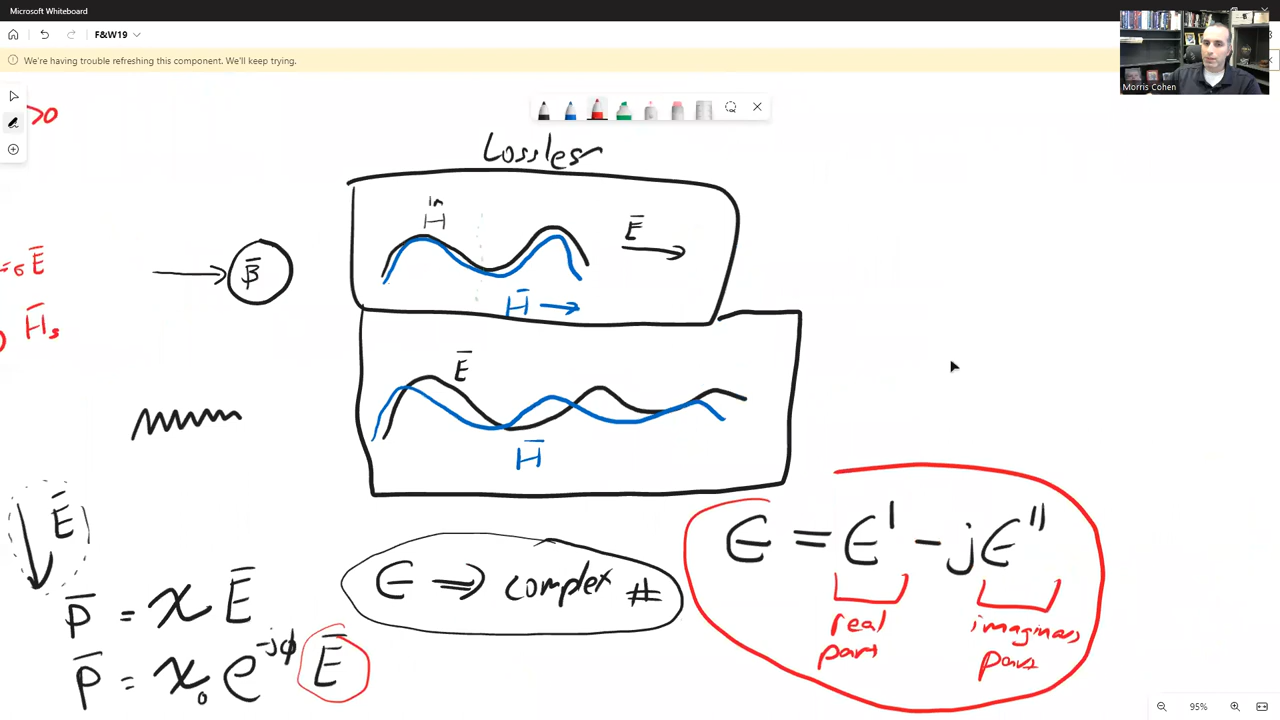 Microsoft Whiteboard
F&W19
We're having trouble refreshing this component. We'll keep trying.
Morris Cohen
>0
Lossless
H
E̅
= σ E̅
β̅
H̅
H̅s
E̅
H̅
E̅
ϵ = ϵ' - jϵ''
ϵ ⇒ complex #
real part
imaginary part
P̅ = χ E̅
P̅ = χ₀ e^-jϕ E̅
95%